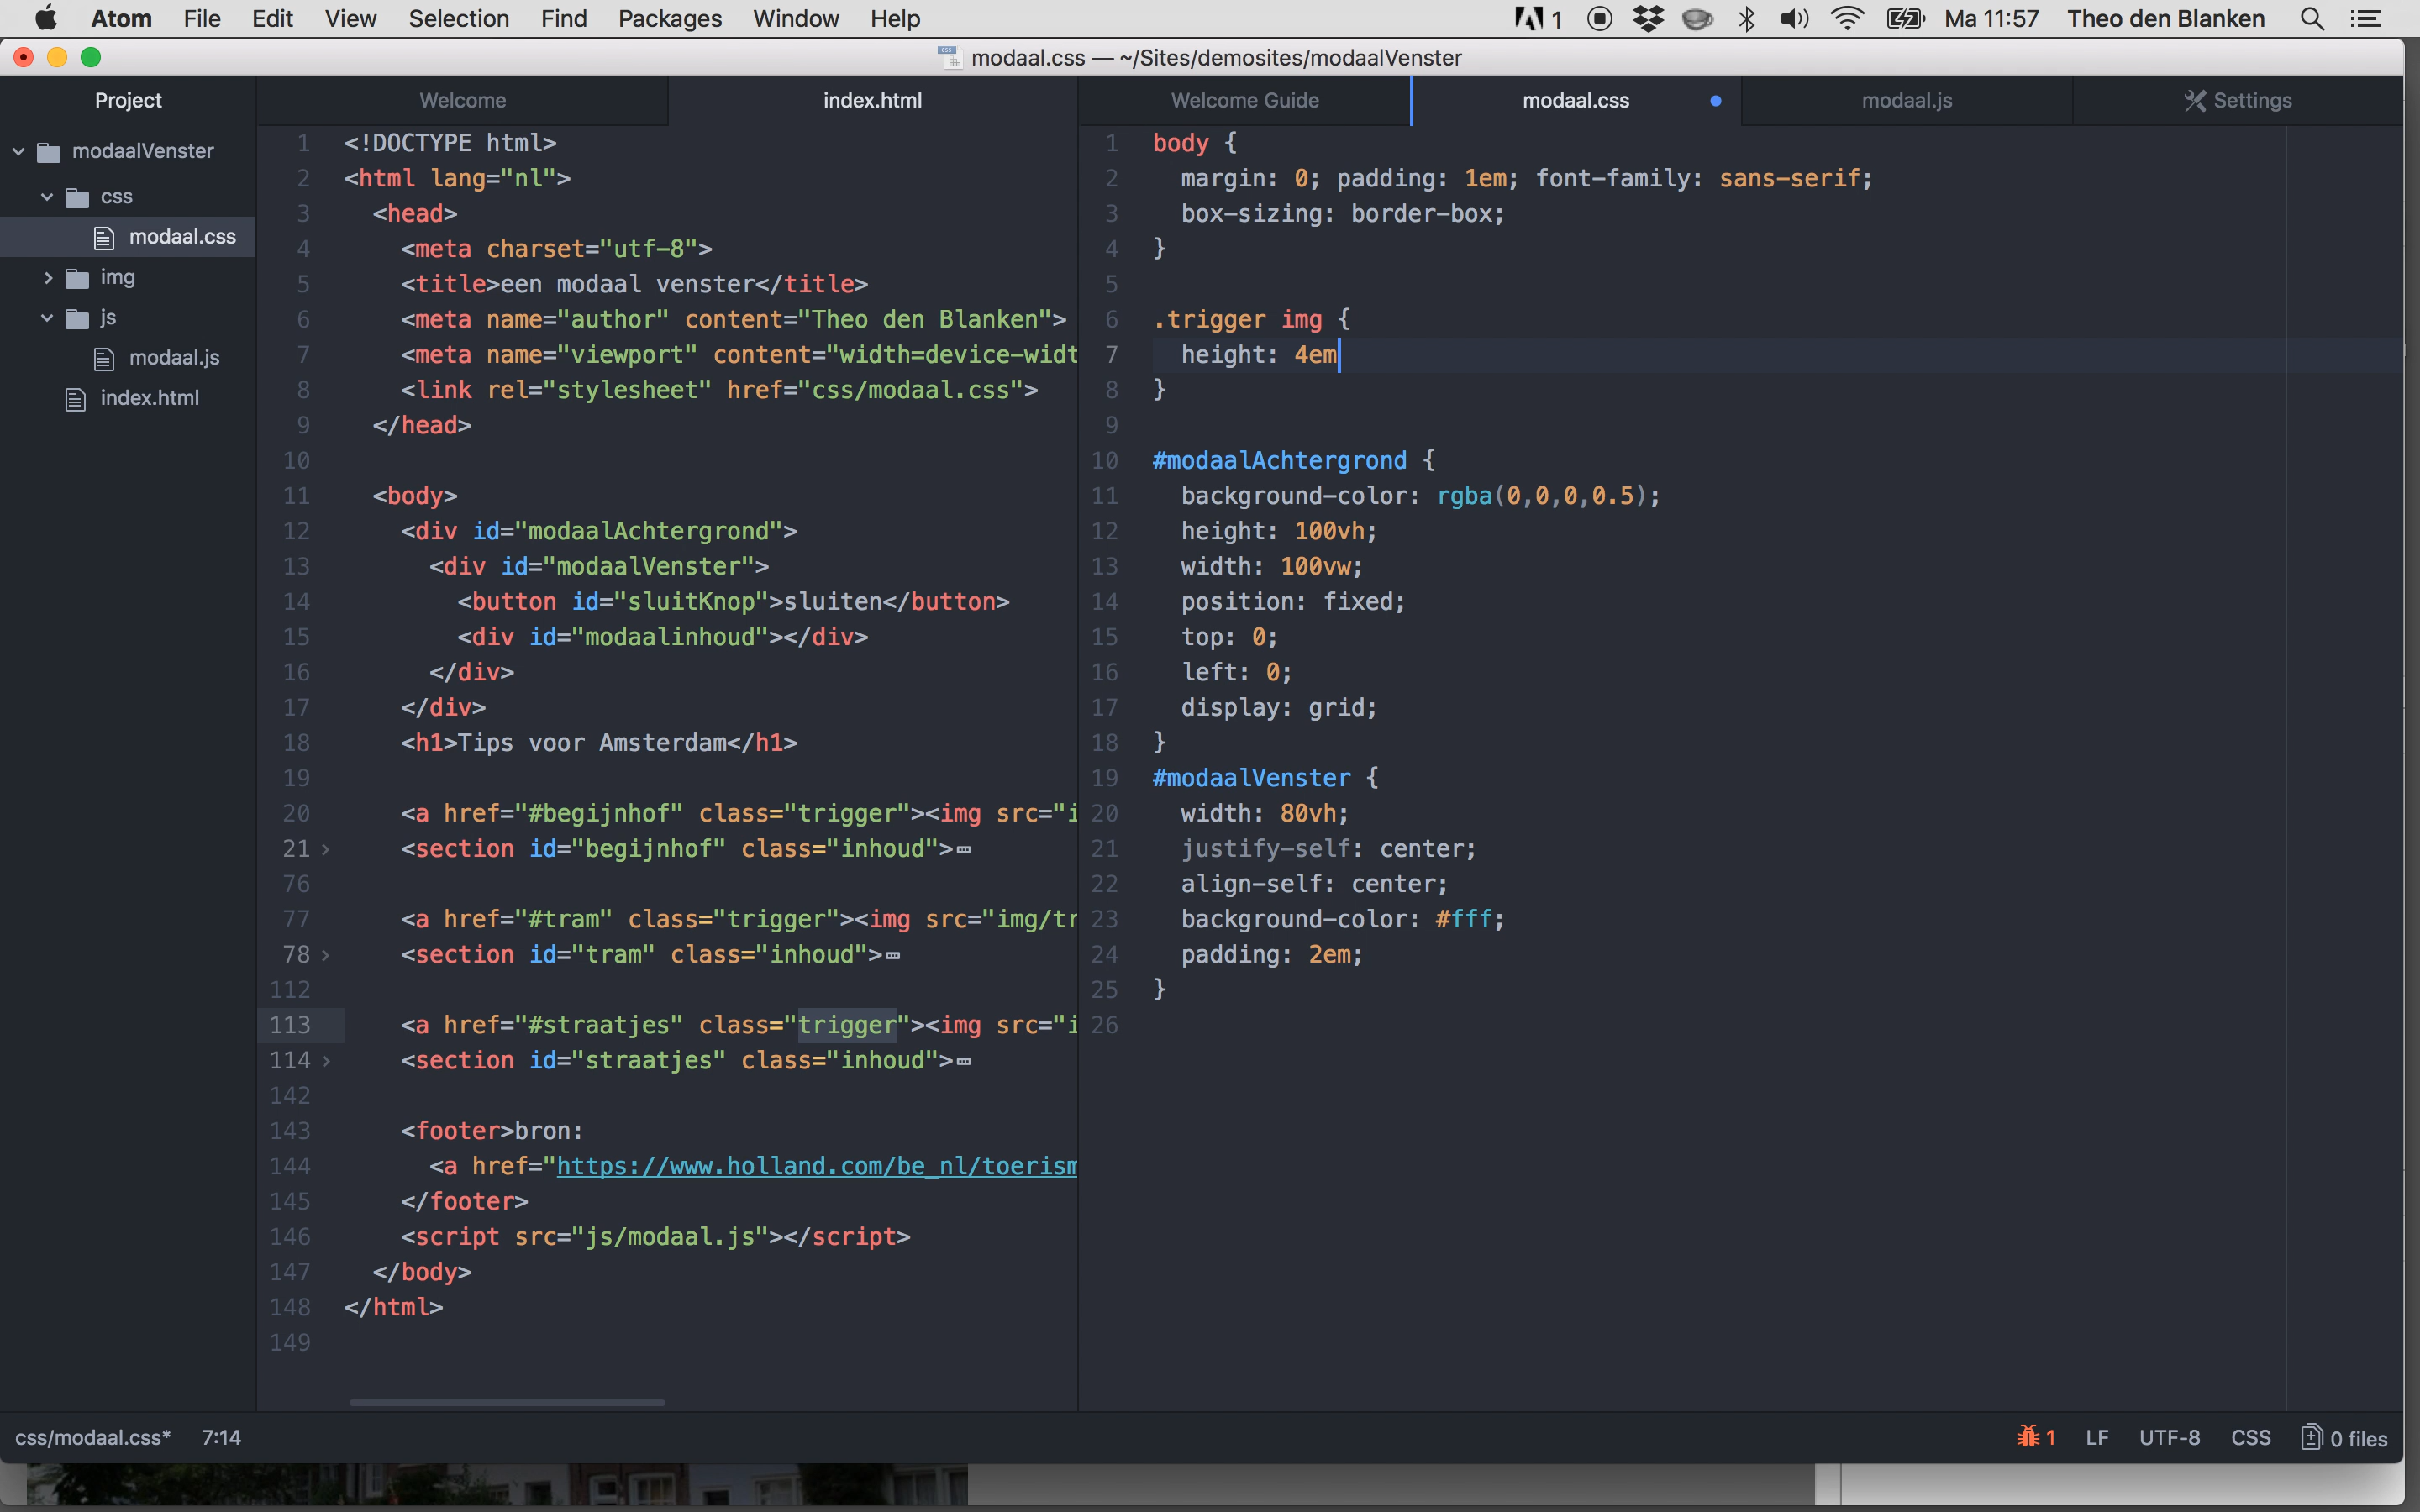 Atom File Edit View Selection Find Packages Window Help 1 Ma 11:57 Theo den Blanken
modaal.css — ~/Sites/demosites/modaalVenster
Project
modaalVenster
css
modaal.css
img
js
modaal.js
index.html
Welcome
index.html
1 <!DOCTYPE html>
2 <html lang="nl">
3 <head>
4 <meta charset="utf-8">
5 <title>een modaal venster</title>
6 <meta name="author" content="Theo den Blanken">
7 <meta name="viewport" content="width=device-widt
8 <link rel="stylesheet" href="css/modaal.css">
9 </head>
10
11 <body>
12 <div id="modaalAchtergrond">
13 <div id="modaalVenster">
14 <button id="sluitKnop">sluiten</button>
15 <div id="modaalinhoud"></div>
16 </div>
17 </div>
18 <h1>Tips voor Amsterdam</h1>
19
20 <a href="#begijnhof" class="trigger"><img src="i
21 <section id="begijnhof" class="inhoud">
76
77 <a href="#tram" class="trigger"><img src="img/tr
78 <section id="tram" class="inhoud">
112
113 <a href="#straatjes" class="trigger"><img src="i
114 <section id="straatjes" class="inhoud">
142
143 <footer>bron:
144 <a href="https://www.holland.com/be_nl/toerism
145 </footer>
146 <script src="js/modaal.js"></script>
147 </body>
148 </html>
149
Welcome Guide
modaal.css
modaal.js
Settings
1 body {
2 margin: 0; padding: 1em; font-family: sans-serif;
3 box-sizing: border-box;
4 }
5
6 .trigger img {
7 height: 4em
8 }
9
10 #modaalAchtergrond {
11 background-color: rgba(0,0,0,0.5);
12 height: 100vh;
13 width: 100vw;
14 position: fixed;
15 top: 0;
16 left: 0;
17 display: grid;
18 }
19 #modaalVenster {
20 width: 80vh;
21 justify-self: center;
22 align-self: center;
23 background-color: #fff;
24 padding: 2em;
25 }
26
css/modaal.css* 7:14
1 LF UTF-8 CSS 0 files